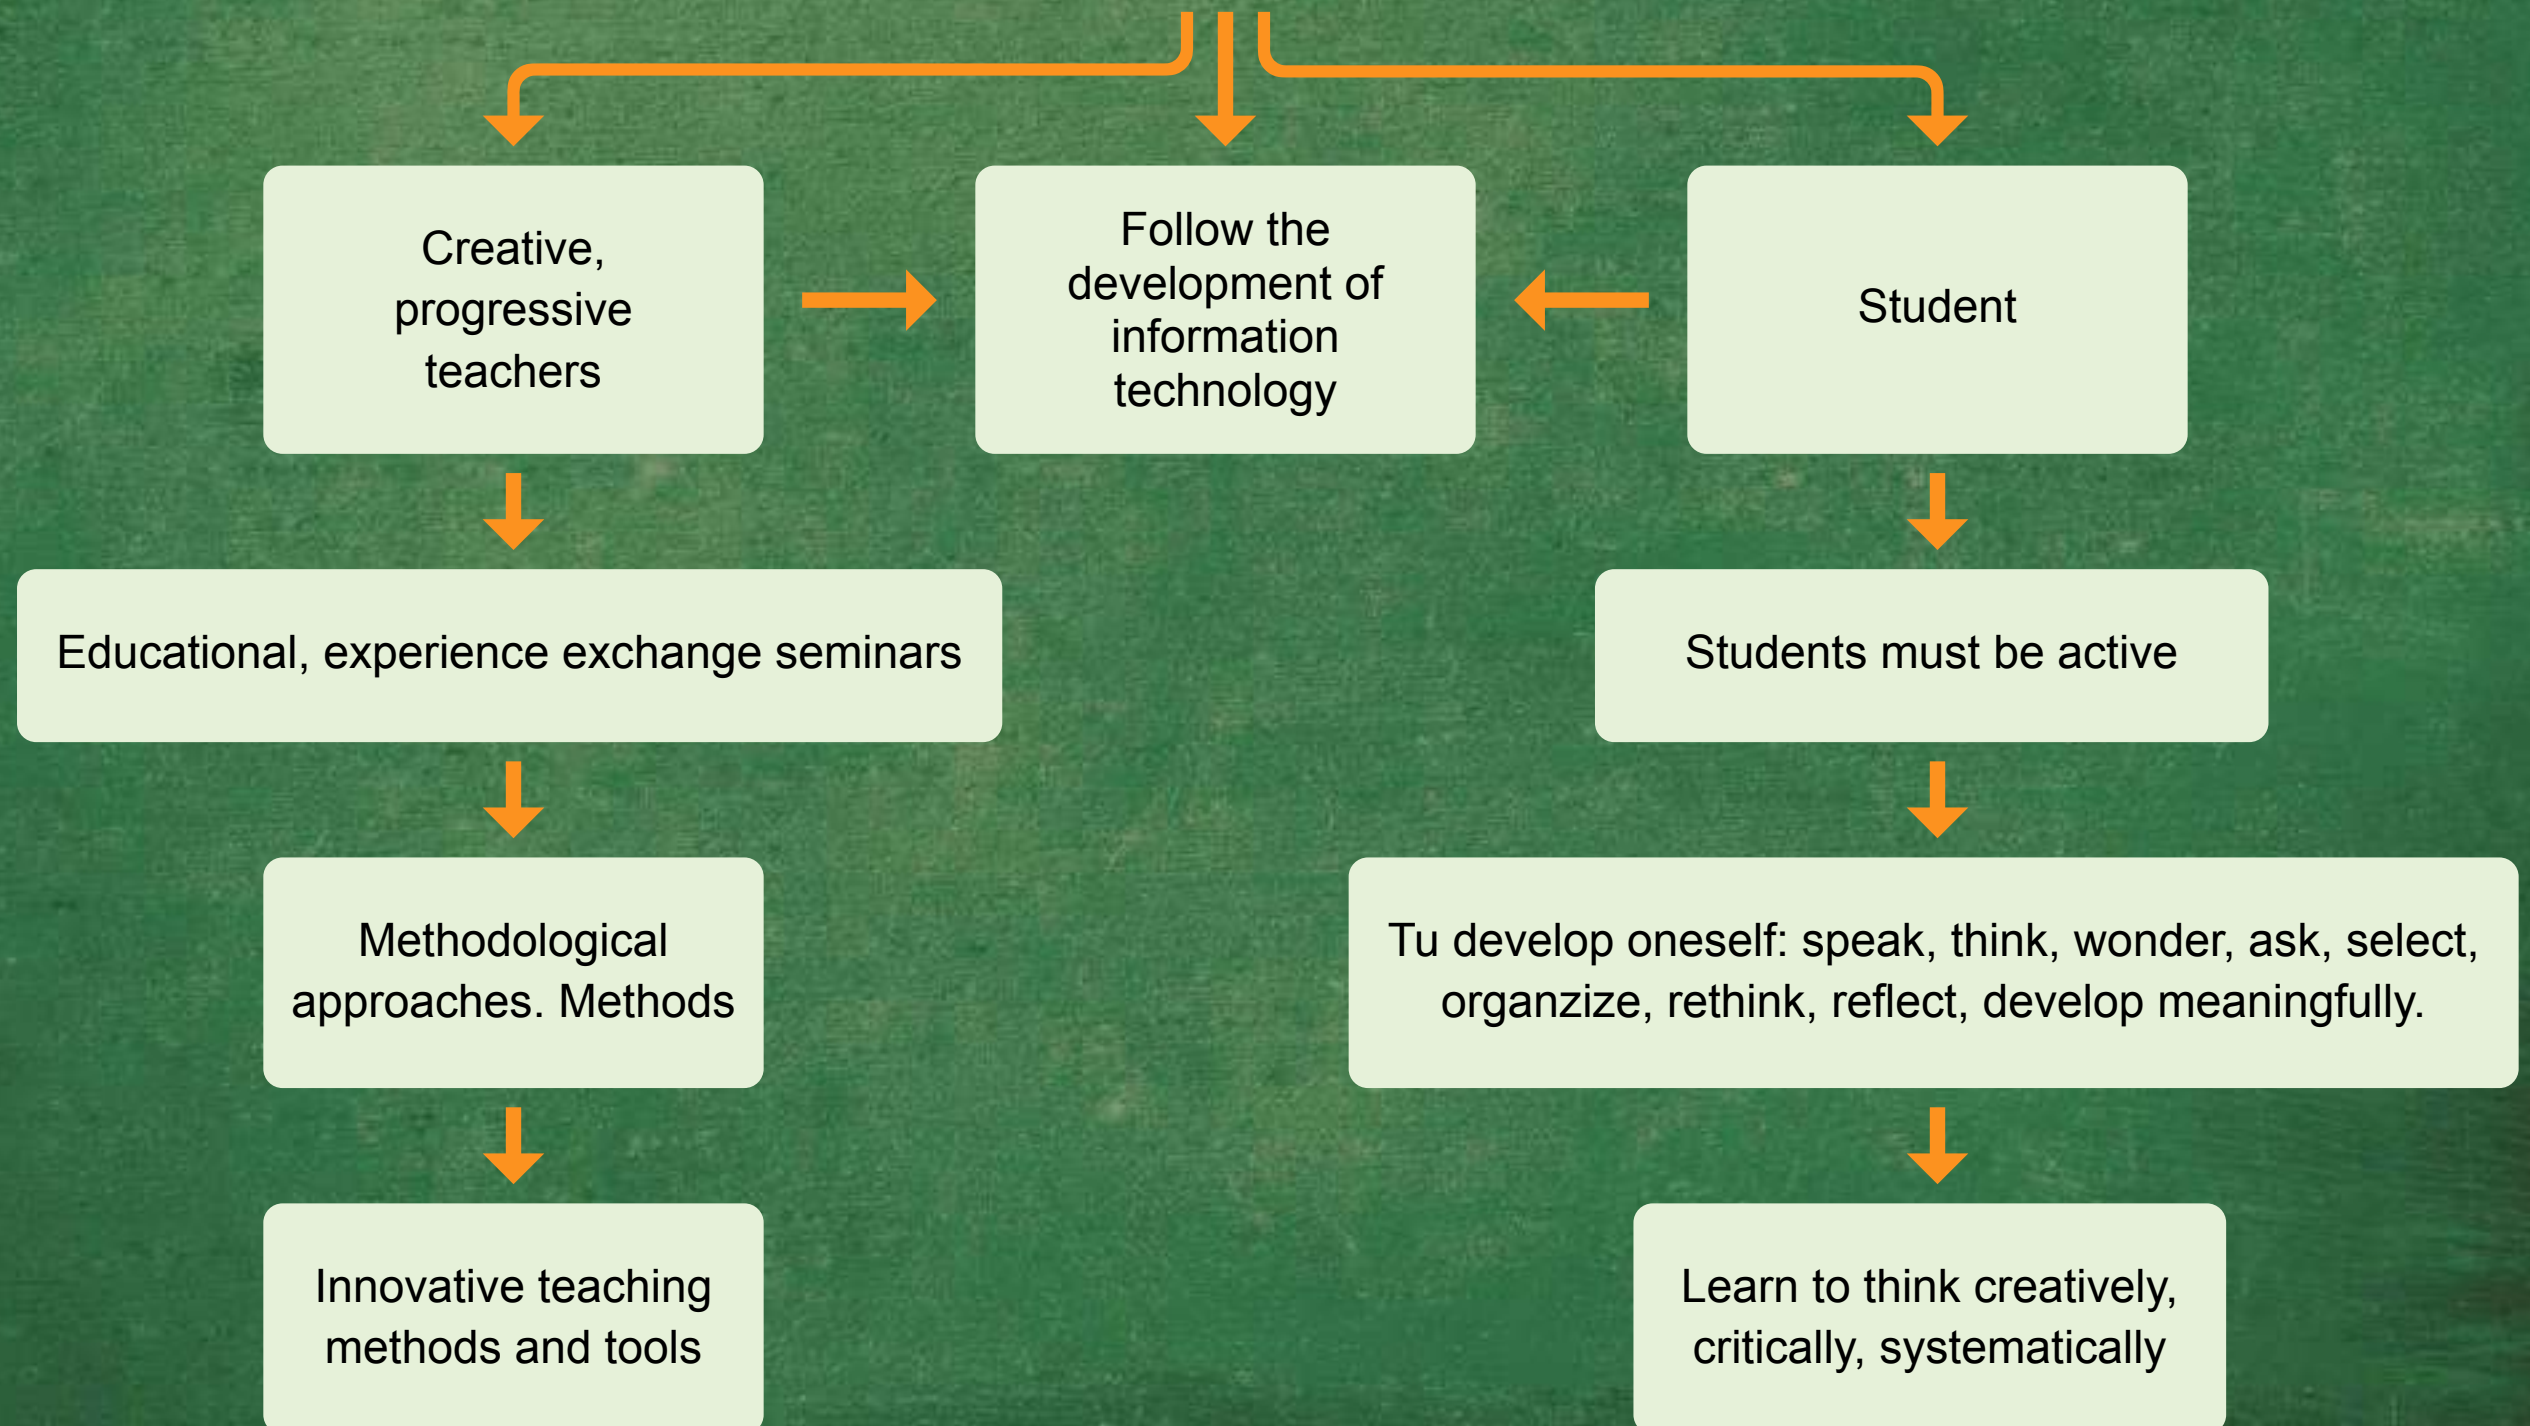 Creative,
progressive
teachers
Follow the
development of
information
technology
Student
Educational, experience exchange seminars
Students must be active
Methodological
approaches. Methods
Tu develop oneself: speak, think, wonder, ask, select,
organzize, rethink, reflect, develop meaningfully.
Innovative teaching
methods and tools
Learn to think creatively,
critically, systematically